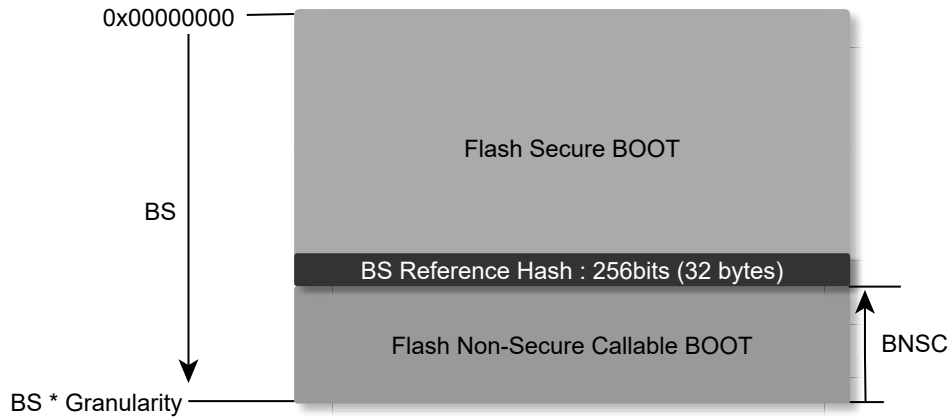 0x00000000
Flash Secure BOOT
BS
BS Reference Hash : 256bits (32 bytes)
Flash Non-Secure Callable BOOT
BNSC
BS * Granularity